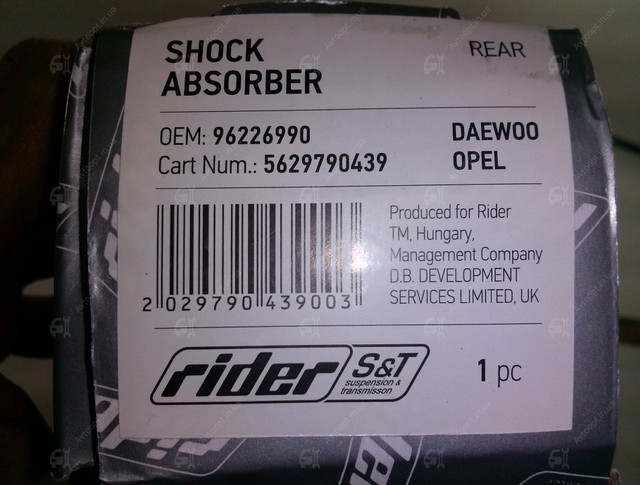 SHOCK
ABSORBER
REAR
OEM: 96226990
DAEWOO
Cart Num.: 5629790439
OPEL
Produced for Rider
TM, Hungary,
Management Company
D.B. DEVELOPMENT
SERVICES LIMITED, UK
2 029790 439003
rider
S&T
suspension &
transmisson
1 pc